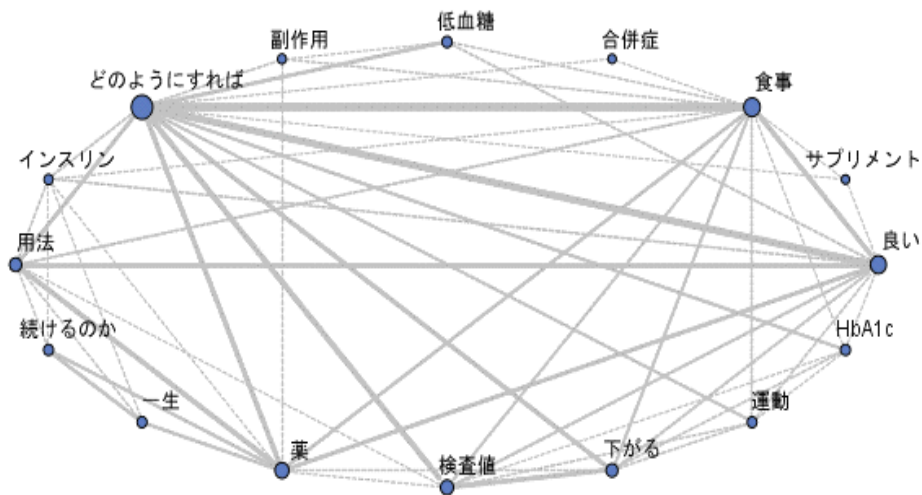 低血糖
副作用
合併症
どのようにすれば
食事
インスリン
サプリメント
用法
良い
続けるのか
HbA1c
一生
運動
薬
検査値
下がる